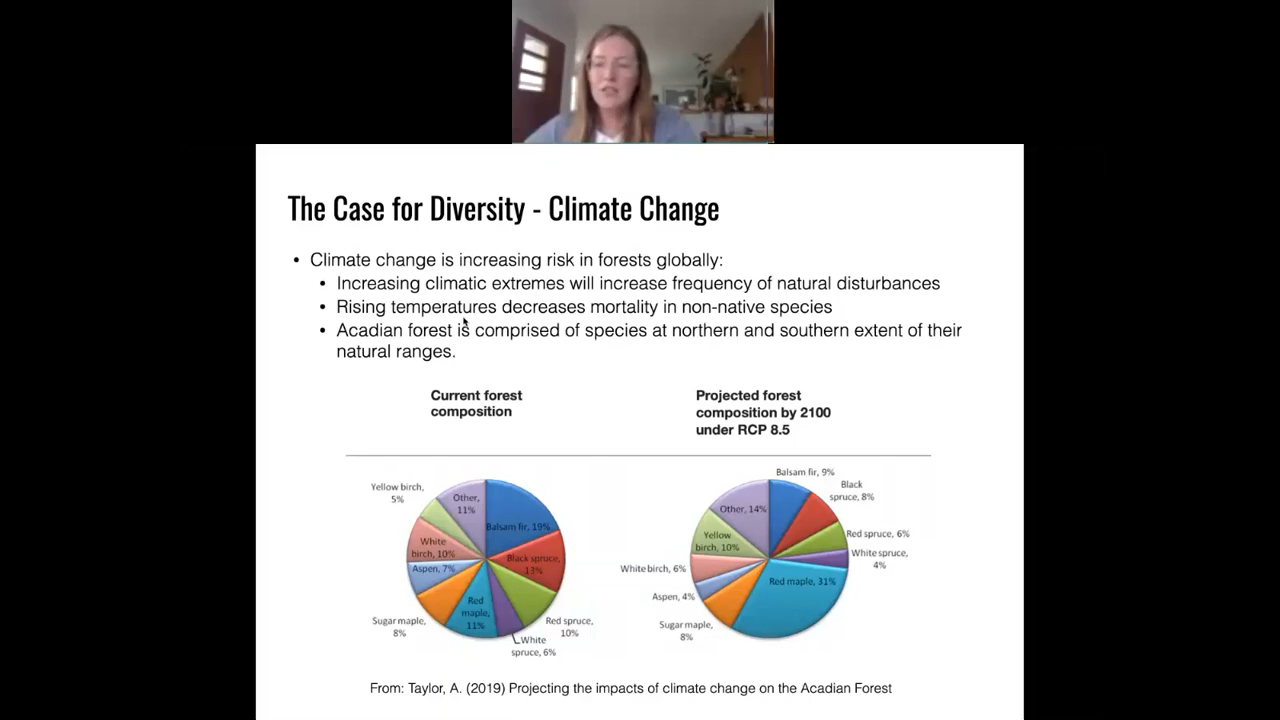 The Case for Diversity - Climate Change
• Climate change is increasing risk in forests globally:
• Increasing climatic extremes will increase frequency of natural disturbances
• Rising temperatures decreases mortality in non-native species
• Acadian forest is comprised of species at northern and southern extent of their
natural ranges.
Current forest
composition
Projected forest
composition by 2100
under RCP 8.5
Yellow birch,
5%
Other,
11%
Balsam fir, 19%
White
birch, 10%
Black spruce,
13%
Aspen, 7%
Red
maple,
11%
Sugar maple,
8%
Red spruce,
10%
White
spruce, 6%
Balsam fir, 9%
Black
spruce, 8%
Other, 14%
Red spruce, 6%
Yellow
birch, 10%
White spruce,
4%
White birch, 6%
Red maple, 31%
Aspen, 4%
Sugar maple,
8%
From: Taylor, A. (2019) Projecting the impacts of climate change on the Acadian Forest